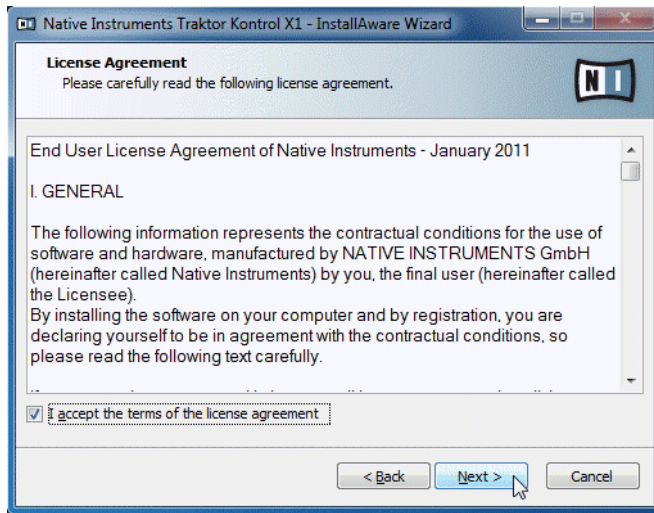 Native Instruments Traktor Kontrol X1 - InstallAware Wizard
License Agreement
Please carefully read the following license agreement.
N I
End User License Agreement of Native Instruments - January 2011
I. GENERAL
The following information represents the contractual conditions for the use of
software and hardware, manufactured by NATIVE INSTRUMENTS GmbH
(hereinafter called Native Instruments) by you, the final user (hereinafter called
the Licensee).
By installing the software on your computer and by registration, you are
declaring yourself to be in agreement with the contractual conditions, so
please read the following text carefully.
I accept the terms of the license agreement
< Back Next > Cancel